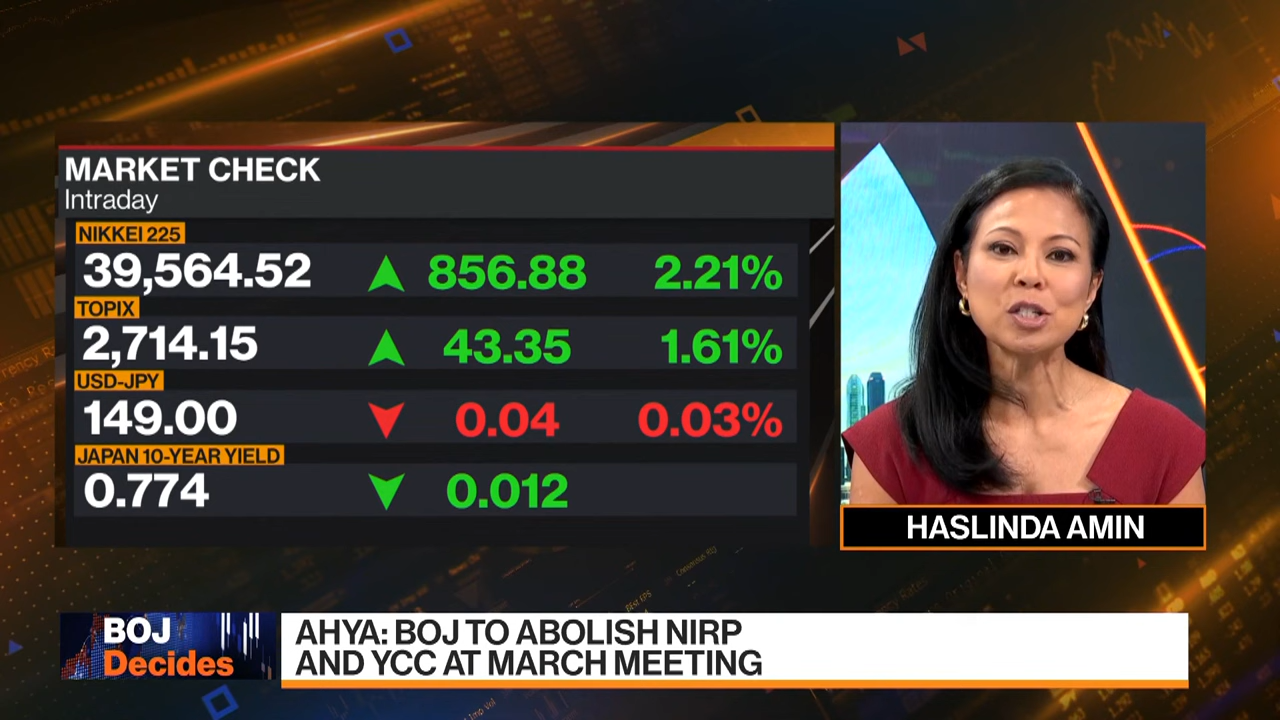 MARKET CHECK
Intraday
NIKKEI 225
39,564.52 ▲ 856.88 2.21%
TOPIX
2,714.15 ▲ 43.35 1.61%
USD-JPY
149.00 ▼ 0.04 0.03%
JAPAN 10-YEAR YIELD
0.774 ▼ 0.012
HASLINDA AMIN
BOJ
Decides
AHYA: BOJ TO ABOLISH NIRP
AND YCC AT MARCH MEETING